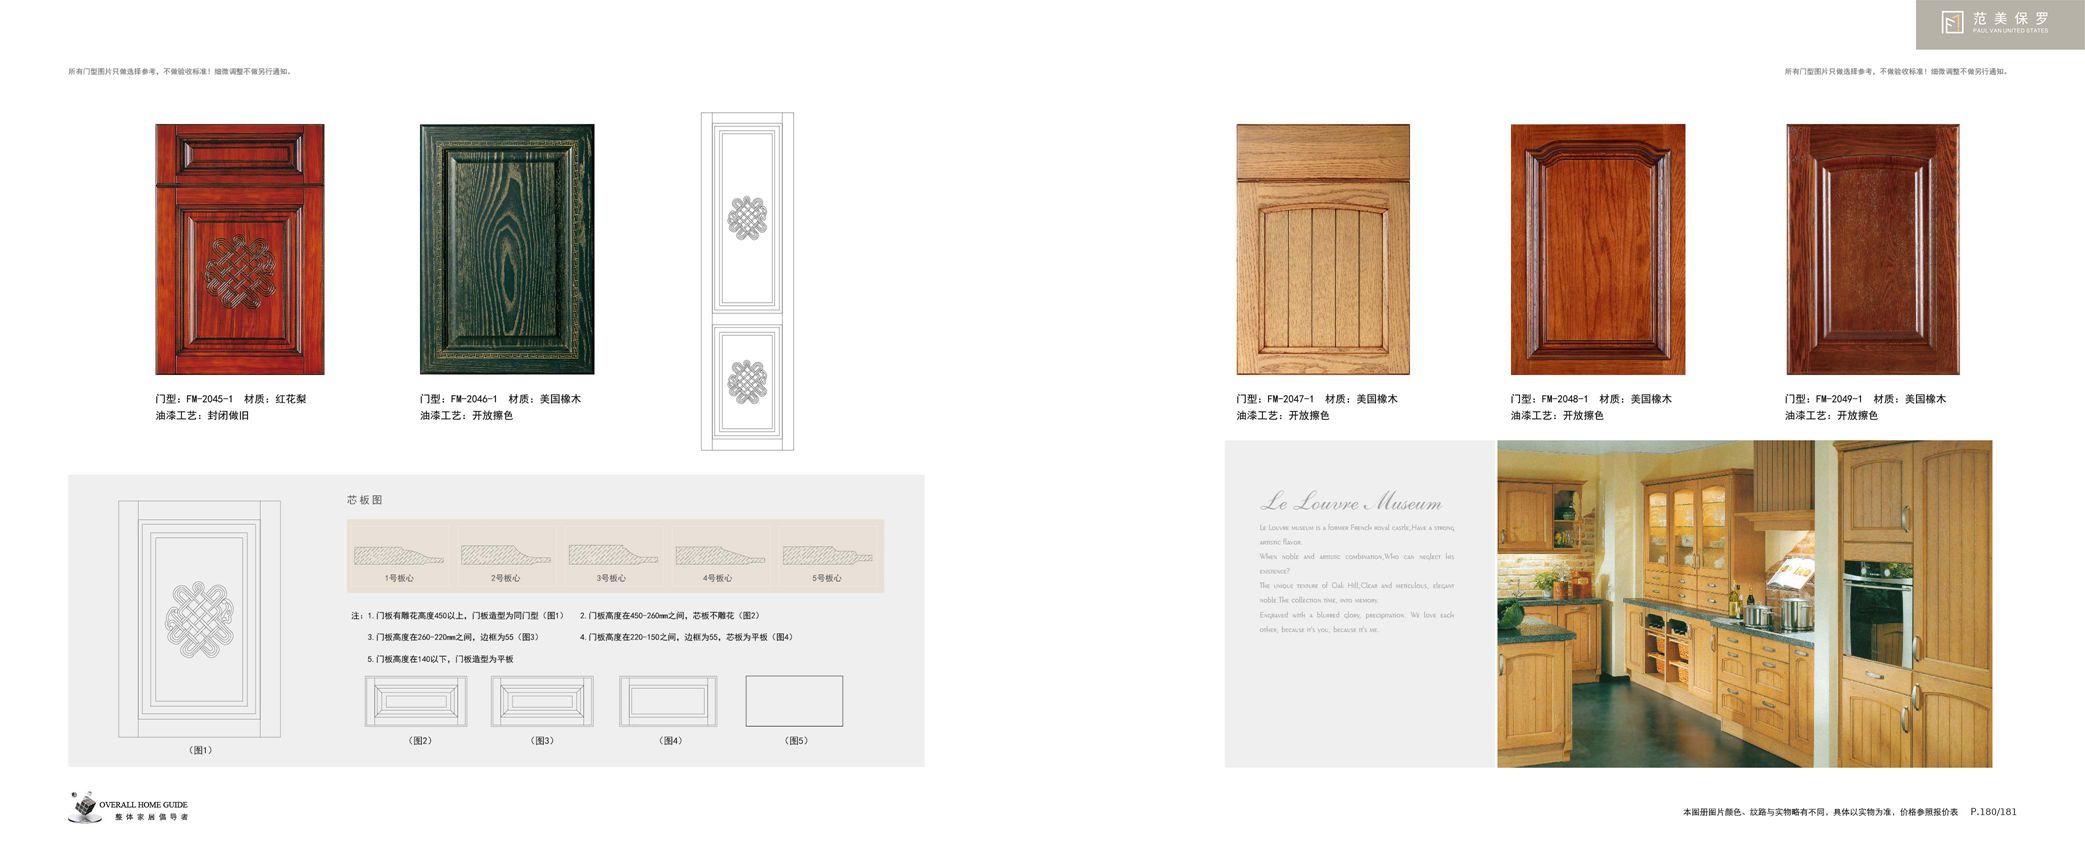 范美保罗
PAUL VAN UNITED STATES
所有门型图片只做选择参考，不做验收标准！细微调整不做另行通知。
所有门型图片只做选择参考，不做验收标准！细微调整不做另行通知。
门型：FM-2045-1 材质：红花梨
油漆工艺：封闭做旧
门型：FM-2046-1 材质：美国橡木
油漆工艺：开放擦色
门型：FM-2047-1 材质：美国橡木
油漆工艺：开放擦色
门型：FM-2048-1 材质：美国橡木
油漆工艺：开放擦色
门型：FM-2049-1 材质：美国橡木
油漆工艺：开放擦色
芯板图
1号板心
2号板心
3号板心
4号板心
5号板心
注：1.门板有雕花高度450以上，门板造型为同门型（图1） 2.门板高度在450-260mm之间，芯板不雕花（图2）
3.门板高度在260-220mm之间，边框为55（图3） 4.门板高度在220-150之间，边框为55，芯板为平板（图4）
5.门板高度在140以下，门板造型为平板
（图1）
（图2）
（图3）
（图4）
（图5）
Le Louvre Museum
Le Louvre museum is a former French royal castle,Have a strong
artistic flavor.
When noble and artistic combination,Who can neglect his
existence?
The unique texture of Oak Hill,Clear and meticulous, elegant
noble.The collection time, into memory.
Engraved with a blurred glory, precipitation. We love each
other, because it's you, because it's me.
OVERALL HOME GUIDE
整体家居倡导者
本图册图片颜色、纹路与实物略有不同，具体以实物为准，价格参照报价表 P.180/181